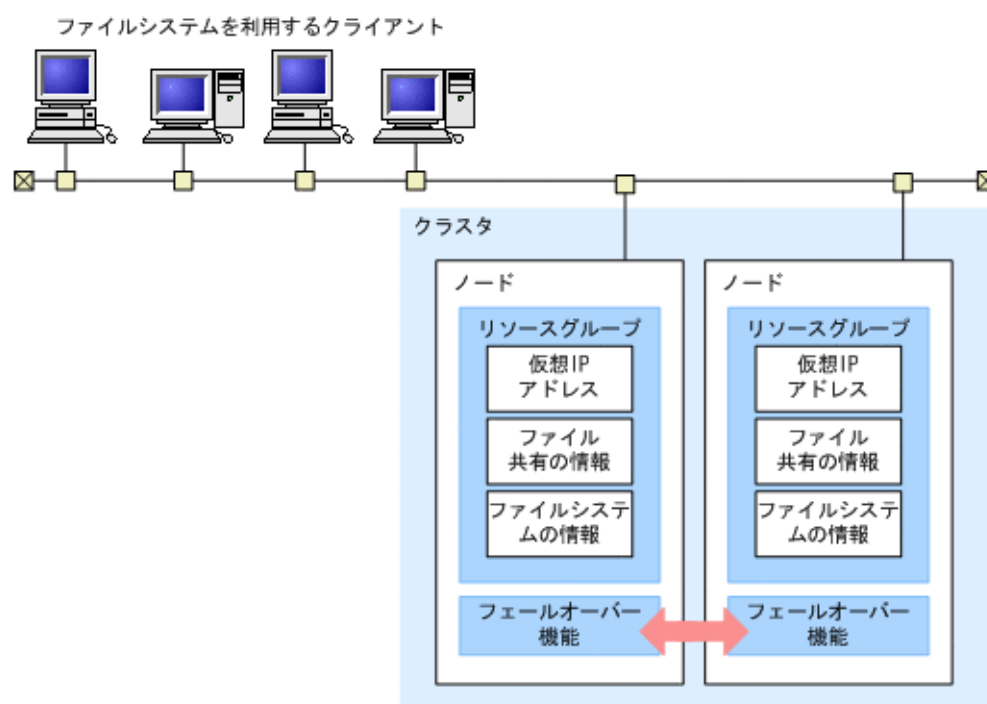 ファイルシステムを利用するクライアント
クラスタ
ノード
リソースグループ
仮想IP
アドレス
ファイル
共有の情報
ファイルシステ
ムの情報
フェールオーバー
機能
ノード
リソースグループ
仮想IP
アドレス
ファイル
共有の情報
ファイルシステ
ムの情報
フェールオーバー
機能